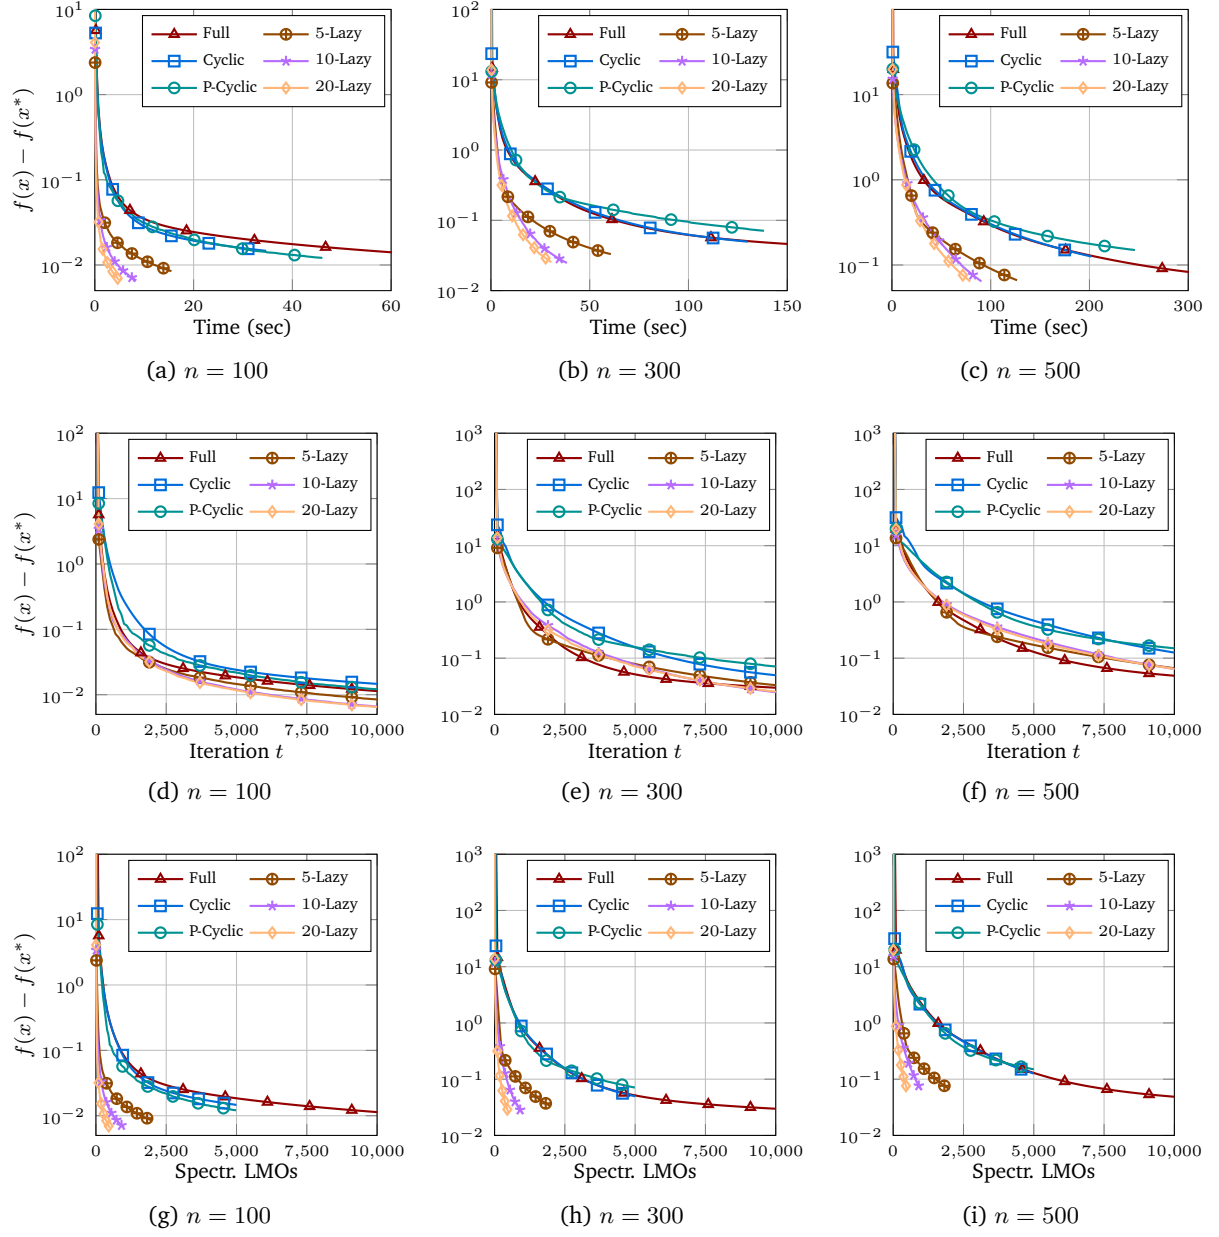 Full 5-Lazy
Cyclic 10-Lazy
P-Cyclic 20-Lazy
f(x) − f(x*)
10^1
10^0
10^−1
10^−2
0 20 40 60
Time (sec)
(a) n = 100
Full 5-Lazy
Cyclic 10-Lazy
P-Cyclic 20-Lazy
10^2
10^1
10^0
10^−1
10^−2
0 50 100 150
Time (sec)
(b) n = 300
Full 5-Lazy
Cyclic 10-Lazy
P-Cyclic 20-Lazy
10^1
10^0
10^−1
0 50 100 150 200 250 300
Time (sec)
(c) n = 500
Full 5-Lazy
Cyclic 10-Lazy
P-Cyclic 20-Lazy
f(x) − f(x*)
10^2
10^1
10^0
10^−1
10^−2
0 2,500 5,000 7,500 10,000
Iteration t
(d) n = 100
Full 5-Lazy
Cyclic 10-Lazy
P-Cyclic 20-Lazy
10^3
10^2
10^1
10^0
10^−1
10^−2
0 2,500 5,000 7,500 10,000
Iteration t
(e) n = 300
Full 5-Lazy
Cyclic 10-Lazy
P-Cyclic 20-Lazy
10^3
10^2
10^1
10^0
10^−1
10^−2
0 2,500 5,000 7,500 10,000
Iteration t
(f) n = 500
Full 5-Lazy
Cyclic 10-Lazy
P-Cyclic 20-Lazy
f(x) − f(x*)
10^2
10^1
10^0
10^−1
10^−2
0 2,500 5,000 7,500 10,000
Spectr. LMOs
(g) n = 100
Full 5-Lazy
Cyclic 10-Lazy
P-Cyclic 20-Lazy
10^3
10^2
10^1
10^0
10^−1
10^−2
0 2,500 5,000 7,500 10,000
Spectr. LMOs
(h) n = 300
Full 5-Lazy
Cyclic 10-Lazy
P-Cyclic 20-Lazy
10^3
10^2
10^1
10^0
10^−1
10^−2
0 2,500 5,000 7,500 10,000
Spectr. LMOs
(i) n = 500